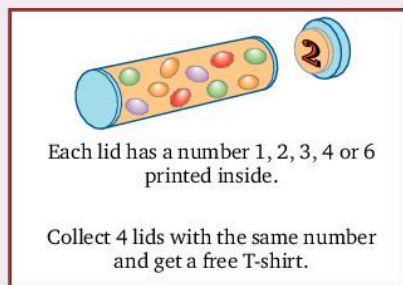 2
Each lid has a number 1, 2, 3, 4 or 6
printed inside.
Collect 4 lids with the same number
and get a free T-shirt.